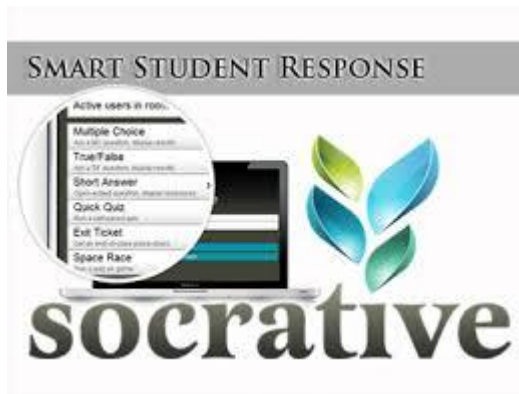 SMART STUDENT RESPONSE
Active users in room
Multiple Choice
True/False
Short Answer
Quick Quiz
Exit Ticket
Space Race
socrative